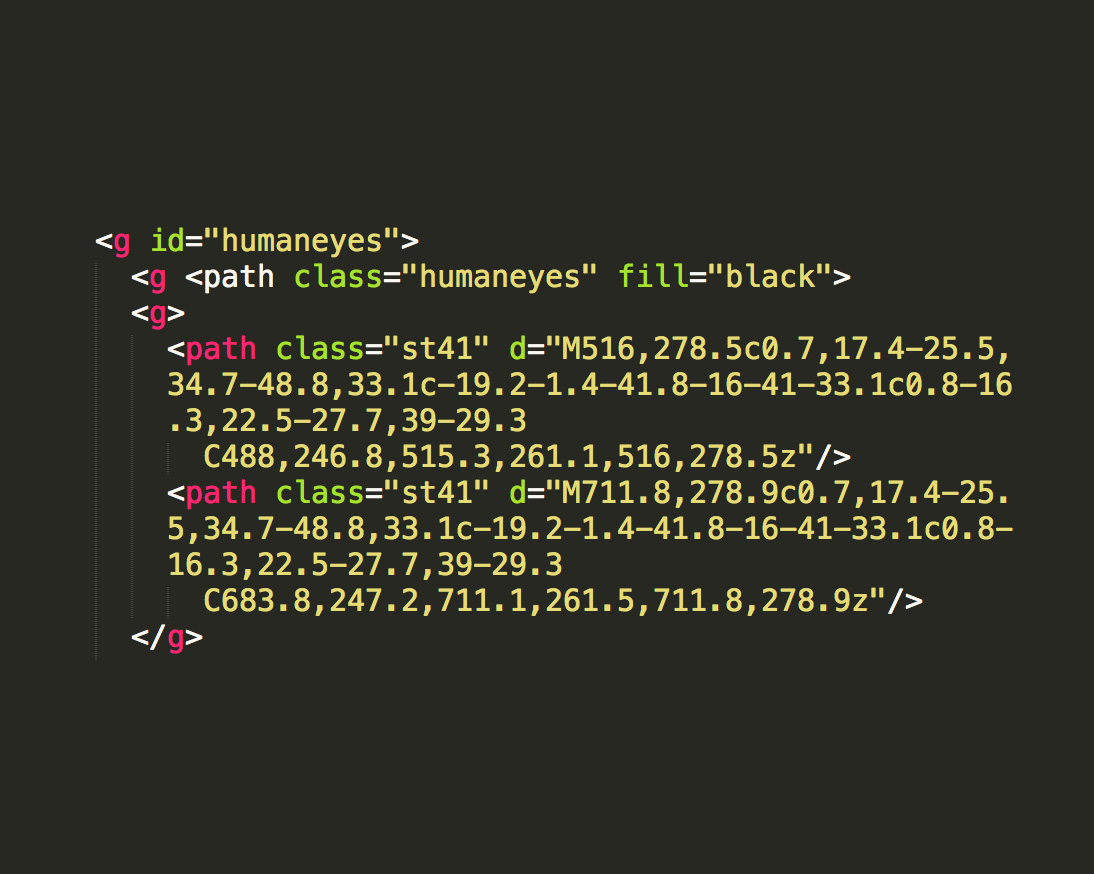 <g id="humaneyes">
<g <path class="humaneyes" fill="black">
<g>
<path class="st41" d="M516,278.5c0.7,17.4-25.5,
34.7-48.8,33.1c-19.2-1.4-41.8-16-41-33.1c0.8-16
.3,22.5-27.7,39-29.3
C488,246.8,515.3,261.1,516,278.5z"/>
<path class="st41" d="M711.8,278.9c0.7,17.4-25.
5,34.7-48.8,33.1c-19.2-1.4-41.8-16-41-33.1c0.8-
16.3,22.5-27.7,39-29.3
C683.8,247.2,711.1,261.5,711.8,278.9z"/>
</g>